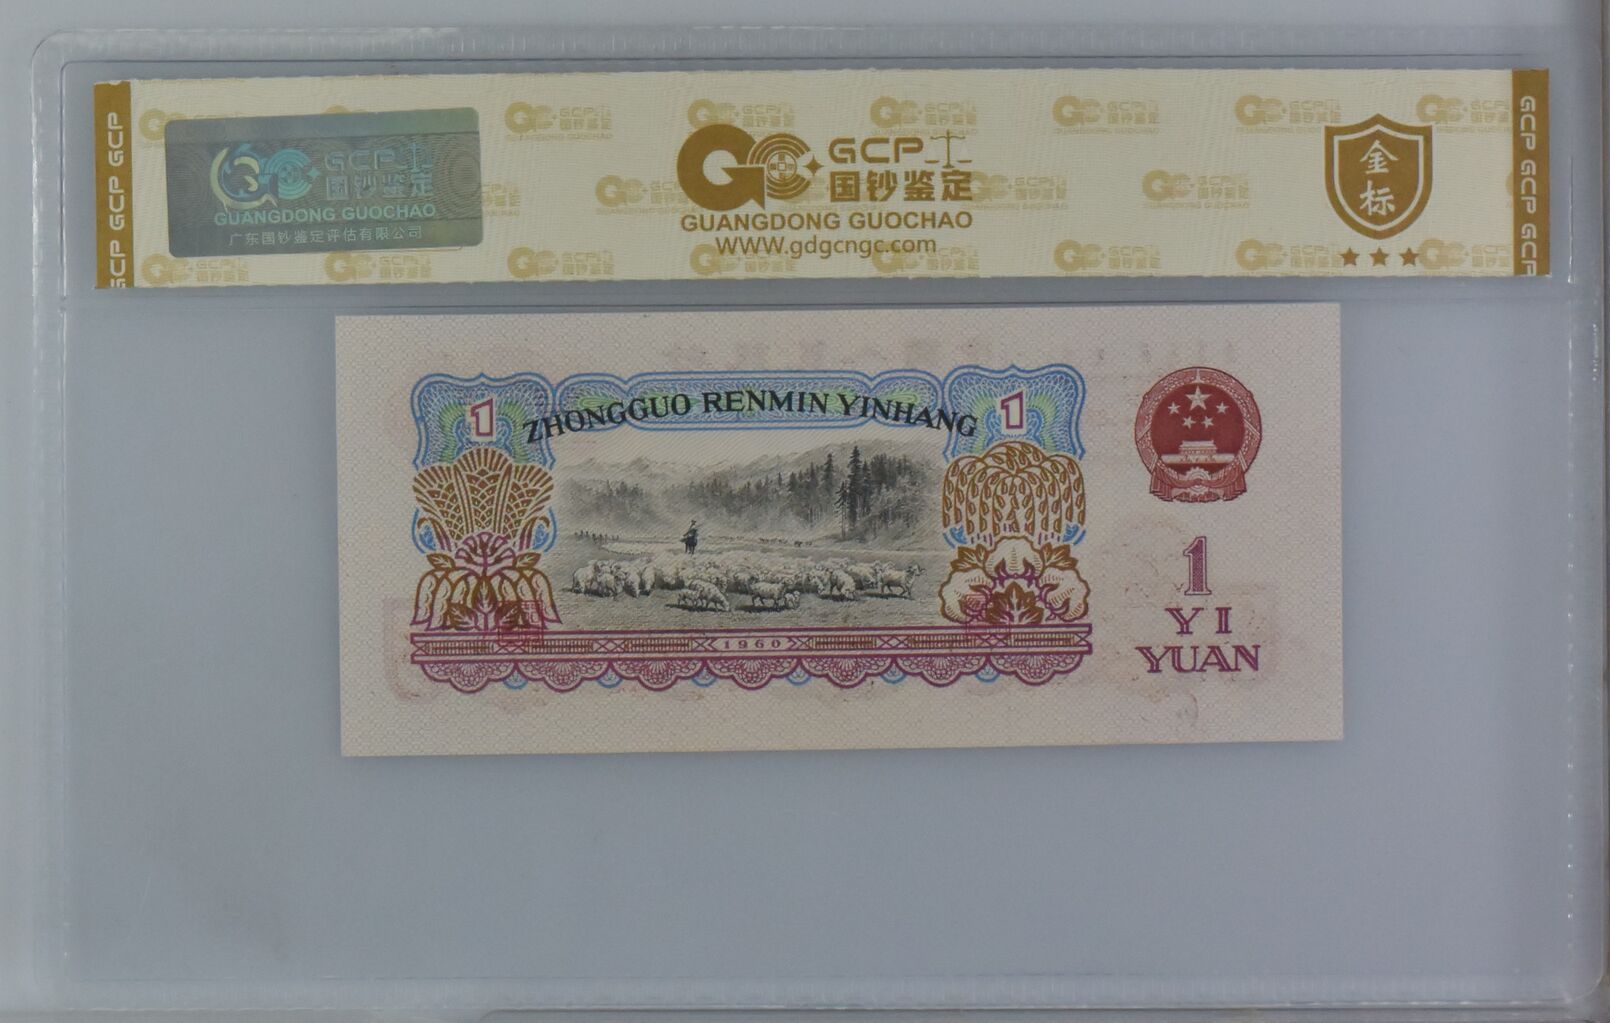 GCP GCP GCP
GCP
国钞鉴定
GUANGDONG GUOCHAO
广东国钞鉴定评估有限公司
GCP
国钞鉴定
GUANGDONG GUOCHAO
WWW.gdgcngc.com
金
标
GCP GCP GCP
1
ZHONGGUO RENMIN YINHANG
1
1960
1
YI
YUAN